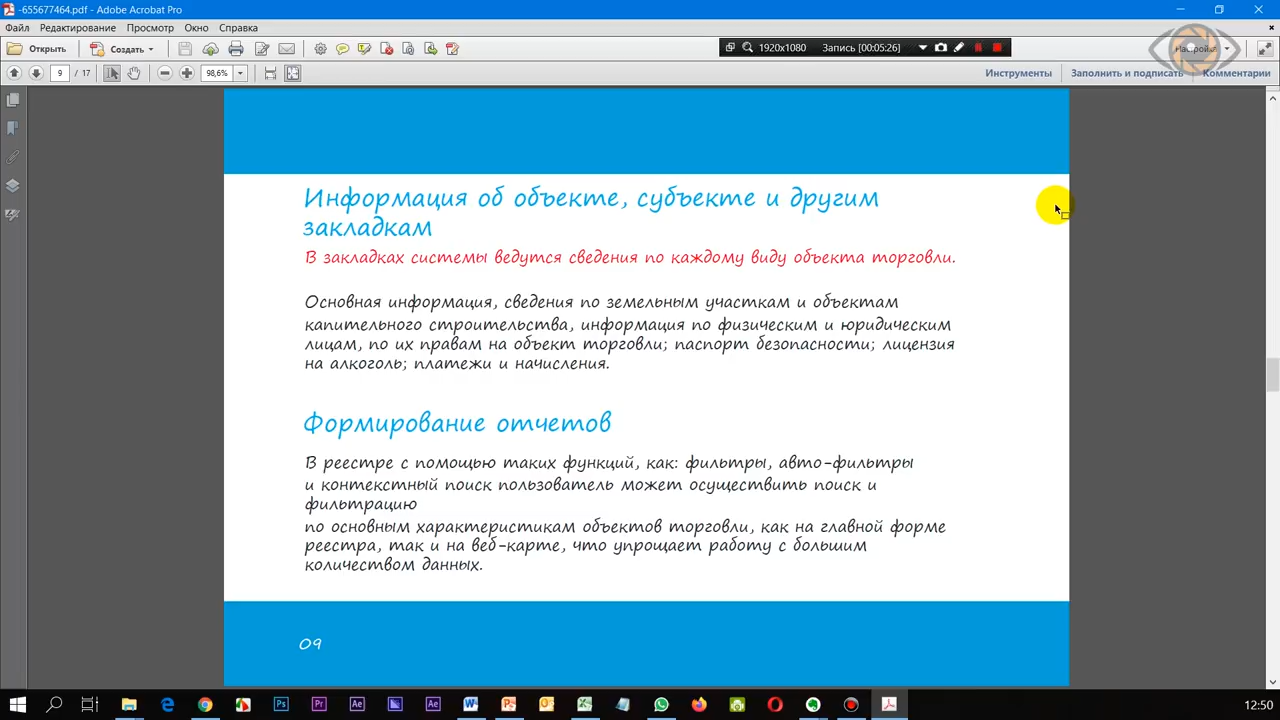 -655677464.pdf - Adobe Acrobat Pro
Файл Редактирование Просмотр Окно Справка
Открыть Создать 1920x1080 Запись [00:05:26] Настройка
9 / 17 98,6% Инструменты Заполнить и подписать Комментарии
Информация об объекте, субъекте и другим
закладкам
В закладках системы ведутся сведения по каждому виду объекта торговли.
Основная информация, сведения по земельным участкам и объектам
капительного строительства, информация по физическим и юридическим
лицам, по их правам на объект торговли; паспорт безопасности; лицензия
на алкоголь; платежи и начисления.
Формирование отчетов
В реестре с помощью таких функций, как: фильтры, авто-фильтры
и контекстный поиск пользователь может осуществить поиск и
фильтрацию
по основным характеристикам объектов торговли, как на главной форме
реестра, так и на веб-карте, что упрощает работу с большим
количеством данных.
09
12:50